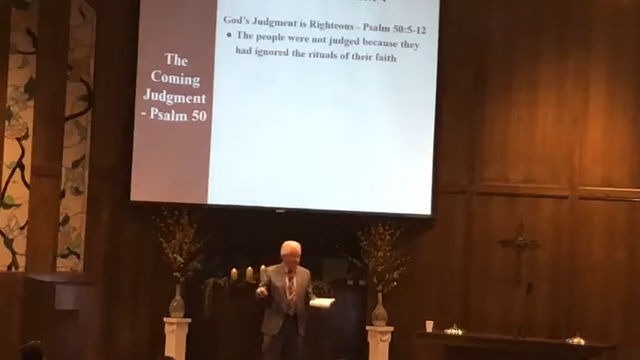 The
Coming
Judgment
- Psalm 50
God's Judgment is Righteous - Psalm 50:5-12
• The people were not judged because they
had ignored the rituals of their faith